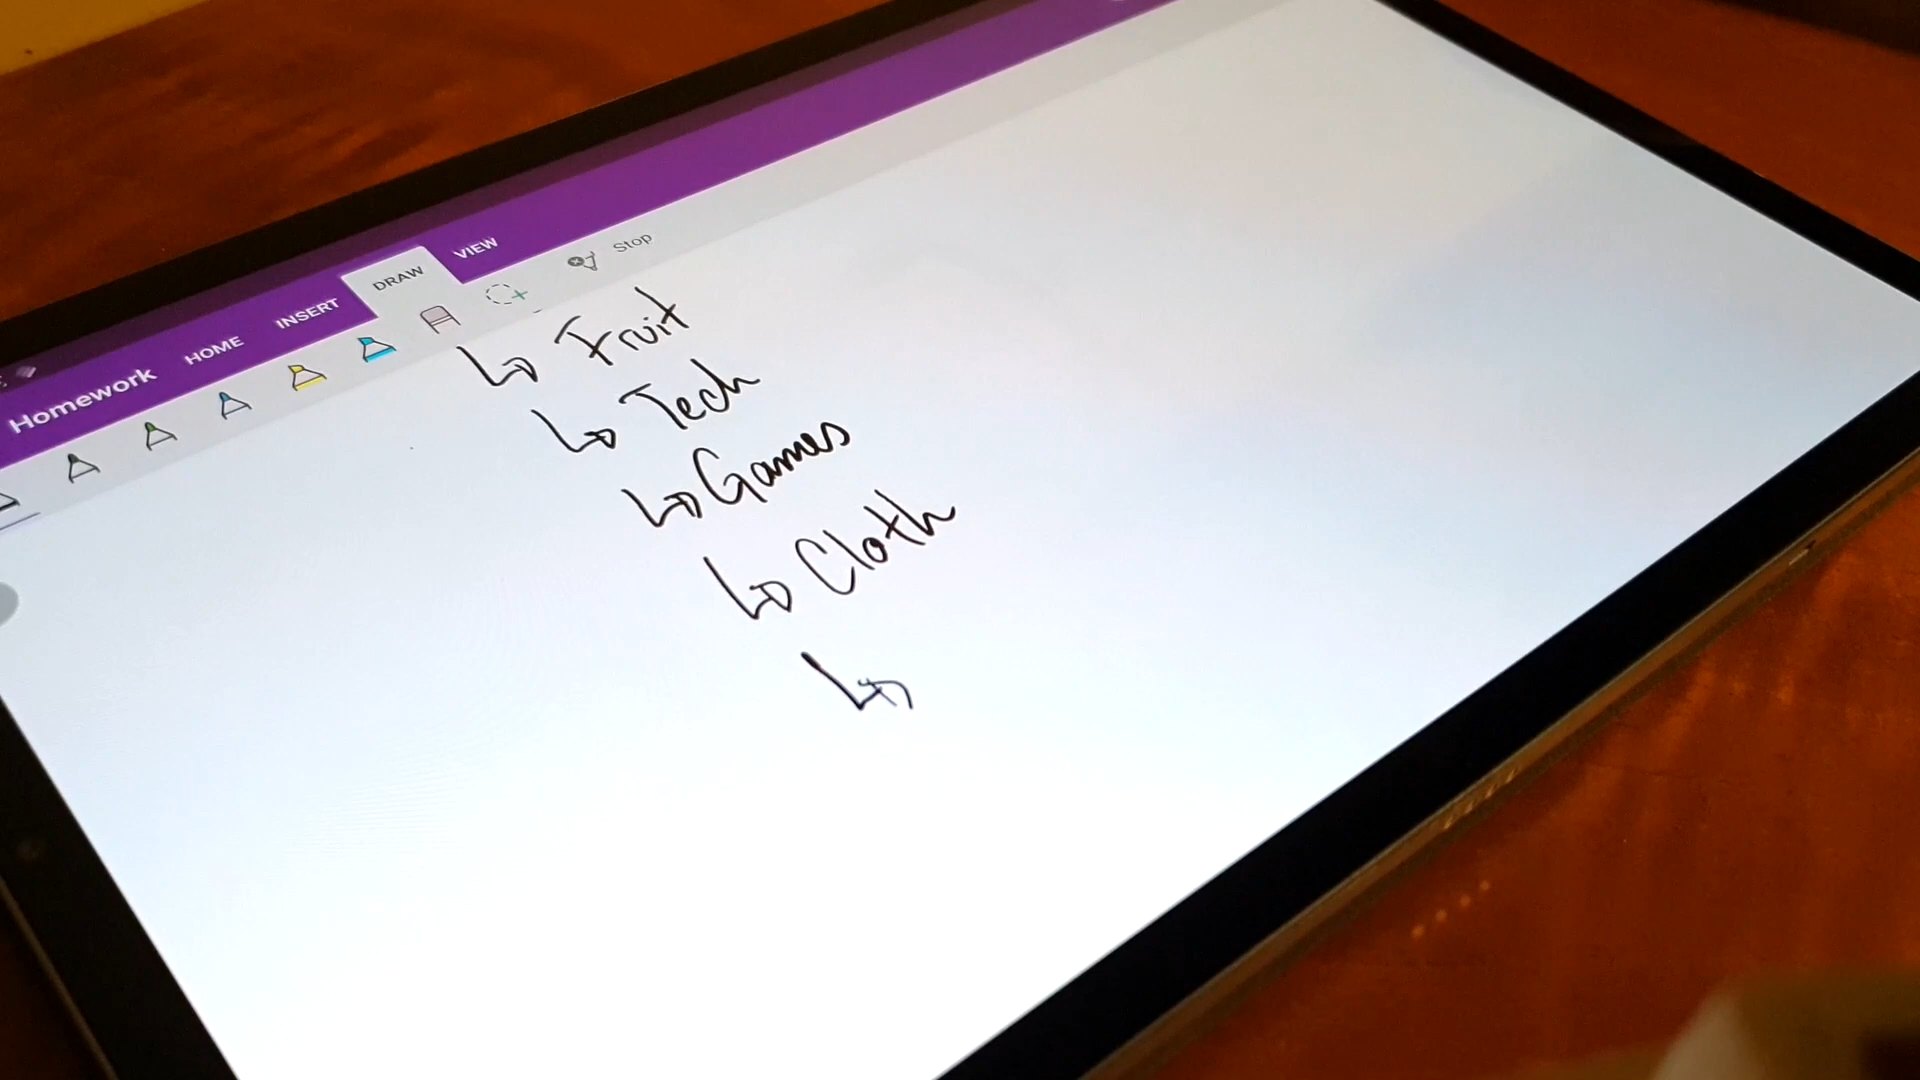 Homework HOME INSERT DRAW VIEW
Stop
Fruit
Tech
Games
Cloth